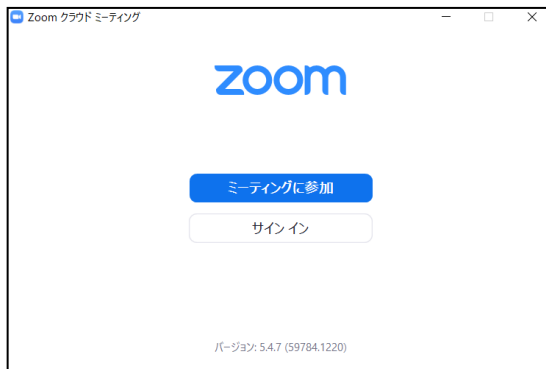 Zoom クラウド ミーティング
zoom
ミーティングに参加
サイン イン
バージョン: 5.4.7 (59784.1220)